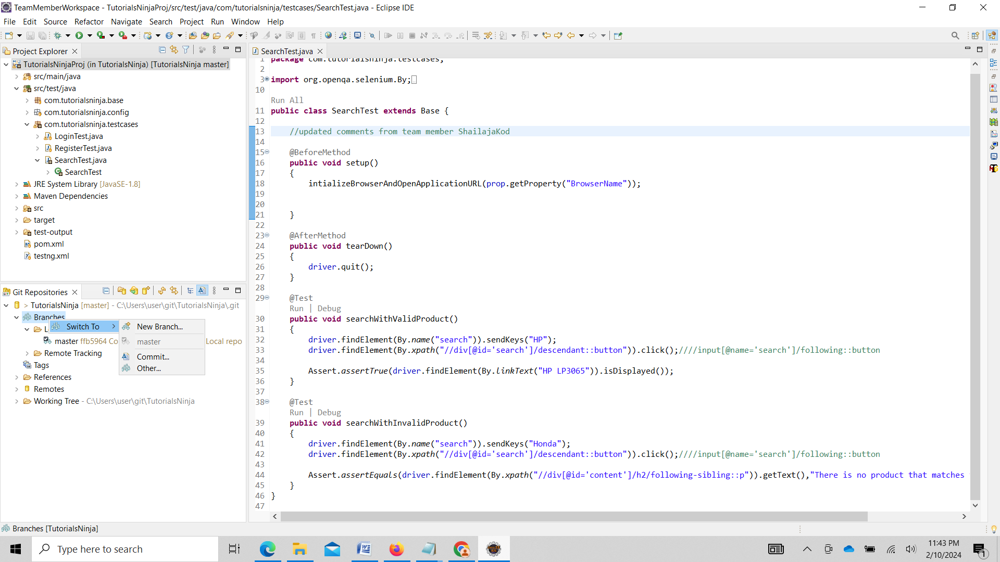 TeamMemberWorkspace - TutorialsNinjaProj/src/test/java/com/tutorialsninja/testcases/SearchTest.java - Eclipse IDE
File Edit Source Refactor Navigate Search Project Run Window Help
Project Explorer
TutorialsNinjaProj (in TutorialsNinja) [TutorialsNinja master]
src/main/java
src/test/java
com.tutorialsninja.base
com.tutorialsninja.config
com.tutorialsninja.testcases
LoginTest.java
RegisterTest.java
SearchTest.java
SearchTest
JRE System Library [JavaSE-1.8]
Maven Dependencies
src
target
test-output
pom.xml
testng.xml
Git Repositories
> TutorialsNinja [master] - C:\Users\user\git\TutorialsNinja\.git
Branches
L
master ffb5964 Co
Local repo
Remote Tracking
Tags
References
Remotes
Working Tree - C:\Users\user\git\TutorialsNinja
Switch To
New Branch...
master
Commit...
Other...
SearchTest.java
1 package com.tutorialsninja.testcases;
2
3 import org.openqa.selenium.By;
10
Run All
11 public class SearchTest extends Base {
12
13 //updated comments from team member ShailajaKod
14
15 @BeforeMethod
16 public void setup()
17 {
18 intializeBrowserAndOpenApplicationURL(prop.getProperty("BrowserName"));
19
20
21 }
22
23 @AfterMethod
24 public void tearDown()
25 {
26 driver.quit();
27 }
28
29 @Test
Run | Debug
30 public void searchWithValidProduct()
31 {
32 driver.findElement(By.name("search")).sendKeys("HP");
33 driver.findElement(By.xpath("//div[@id='search']/descendant::button")).click();////input[@name='search']/following::button
34
35 Assert.assertTrue(driver.findElement(By.linkText("HP LP3065")).isDisplayed());
36 }
37
38 @Test
Run | Debug
39 public void searchWithInvalidProduct()
40 {
41 driver.findElement(By.name("search")).sendKeys("Honda");
42 driver.findElement(By.xpath("//div[@id='search']/descendant::button")).click();////input[@name='search']/following::button
43
44 Assert.assertEquals(driver.findElement(By.xpath("//div[@id='content']/h2/following-sibling::p")).getText(),"There is no product that matches
45 }
46 }
47
Branches [TutorialsNinja]
Type here to search
11:43 PM
2/10/2024
1